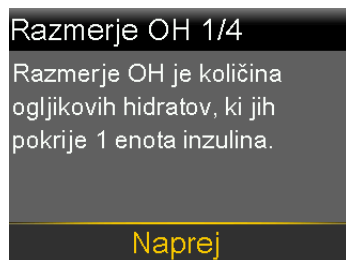 Razmerje OH 1/4
Razmerje OH je količina
ogljikovih hidratov, ki jih
pokrije 1 enota inzulina.
Naprej